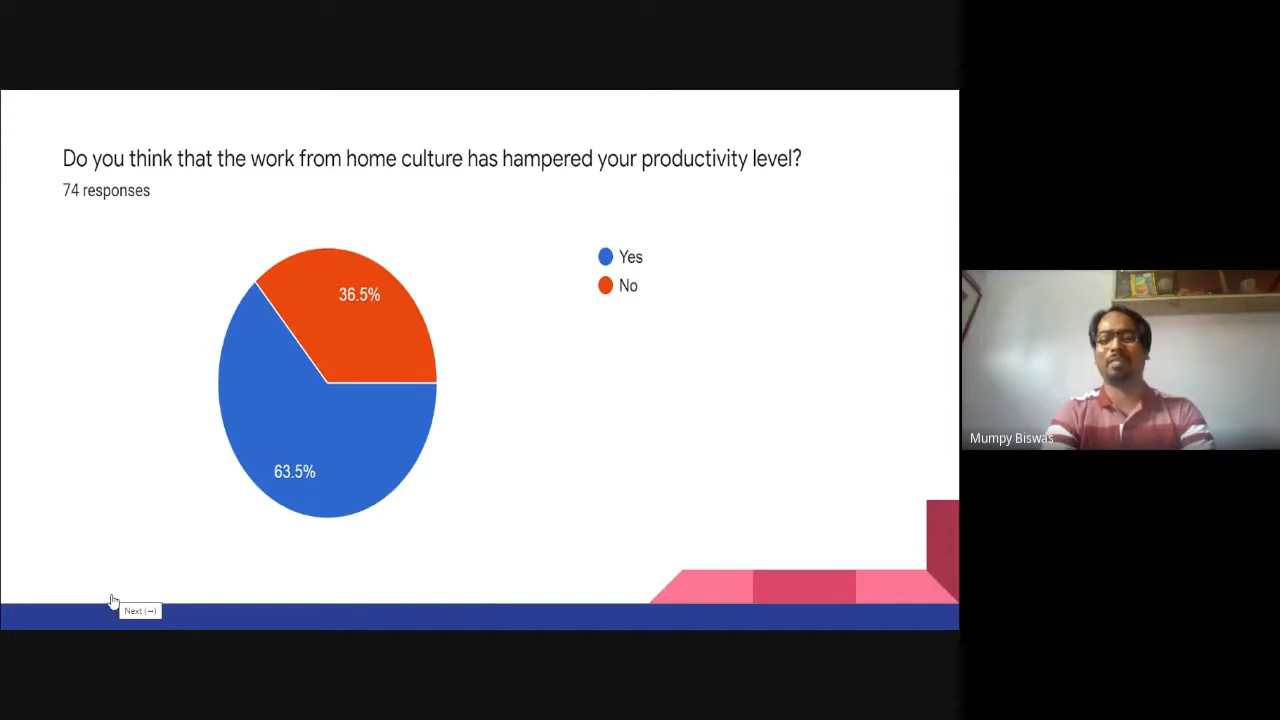 Do you think that the work from home culture has hampered your productivity level?
74 responses
Yes
No
36.5%
63.5%
Mumpy Biswas
Next (→)